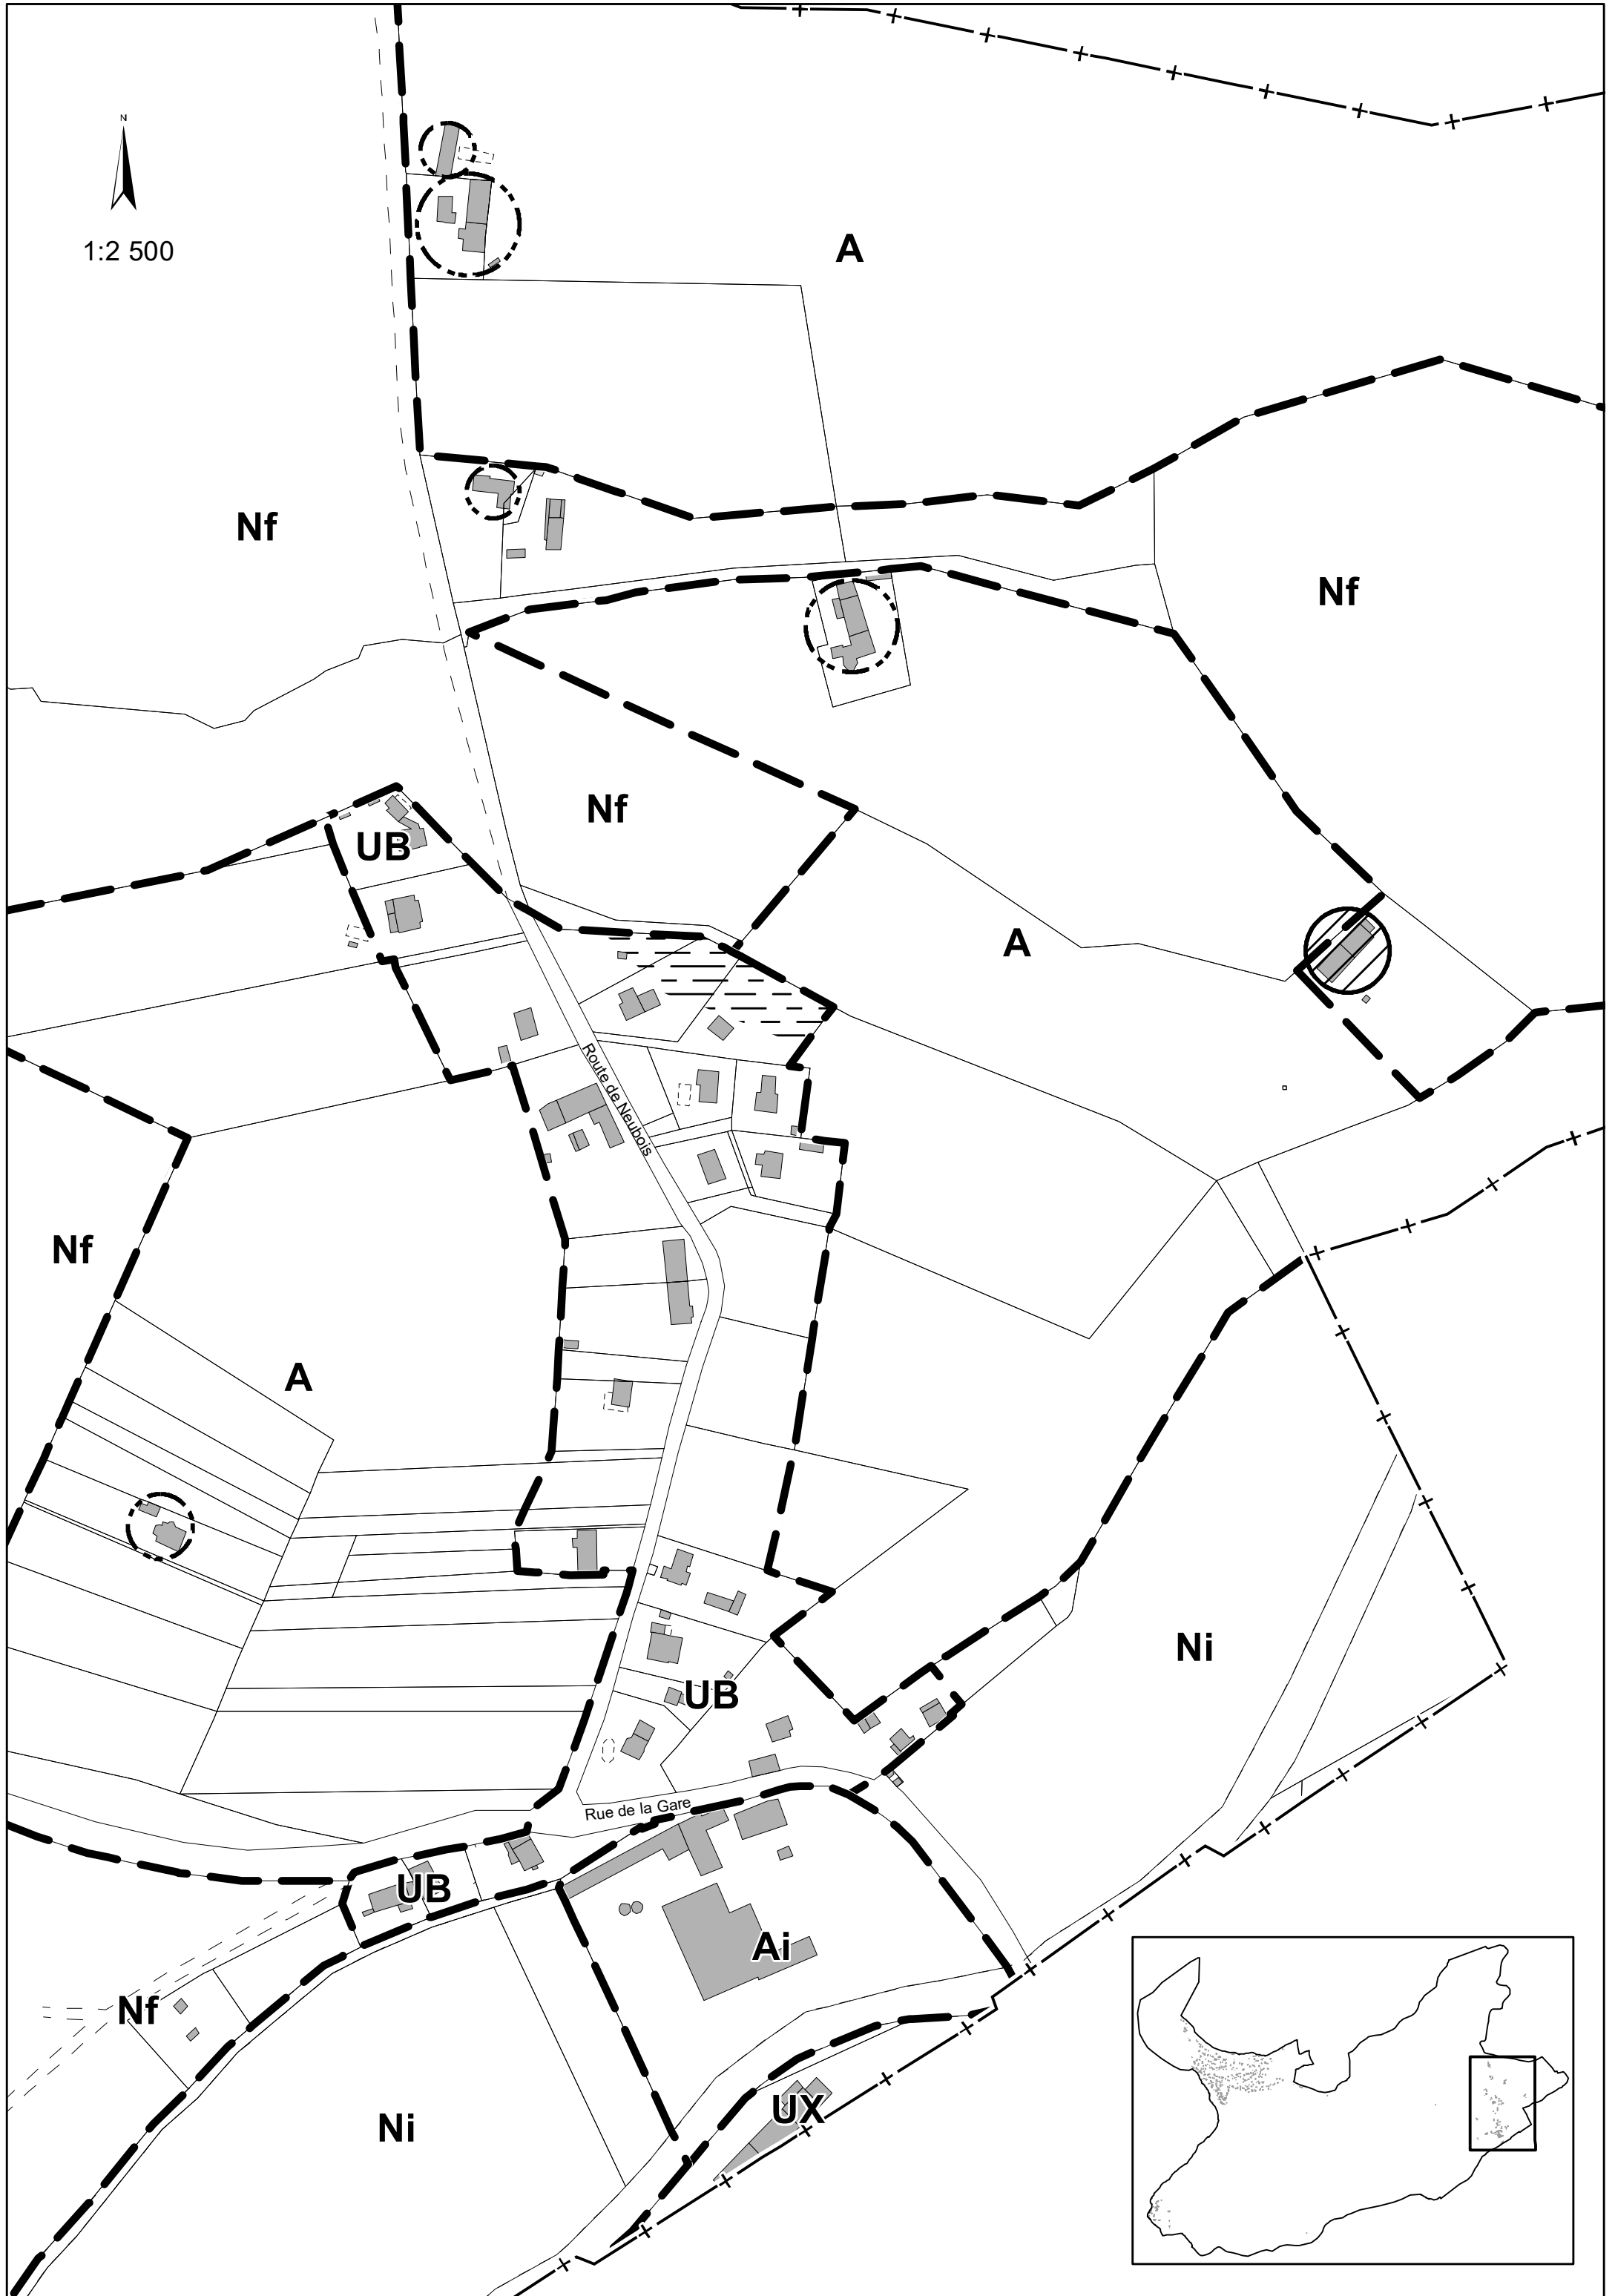 N
1:2 500
A
Nf
Nf
Nf
UB
A
Route de Neubois
Nf
A
Ni
UB
Rue de la Gare
UB
Ai
Nf
UX
Ni